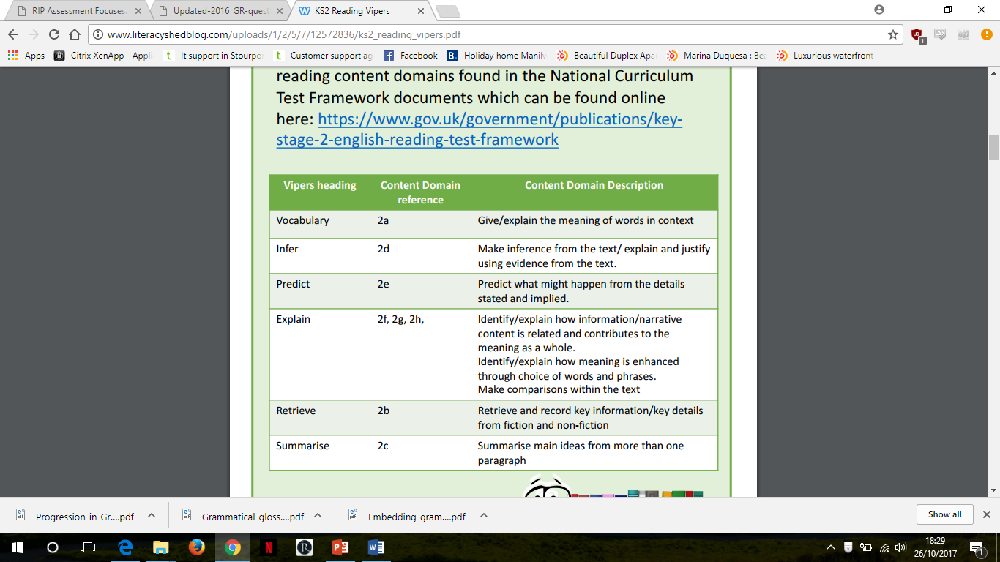 RIP Assessment Focuses
Updated-2016_GR-quest
KS2 Reading Vipers
www.literacyshedblog.com/uploads/1/2/5/7/12572836/ks2_reading_vipers.pdf
Apps
Citrix XenApp - Appli
It support in Stourpo
Customer support ag
Facebook
Holiday home Manilv
Beautiful Duplex Apa
Marina Duquesa : Bea
Luxurious waterfront
reading content domains found in the National Curriculum
Test Framework documents which can be found online
here: https://www.gov.uk/government/publications/key-
stage-2-english-reading-test-framework
Vipers heading
Content Domain
reference
Content Domain Description
Vocabulary
2a
Give/explain the meaning of words in context
Infer
2d
Make inference from the text/ explain and justify
using evidence from the text.
Predict
2e
Predict what might happen from the details
stated and implied.
Explain
2f, 2g, 2h,
Identify/explain how information/narrative
content is related and contributes to the
meaning as a whole.
Identify/explain how meaning is enhanced
through choice of words and phrases.
Make comparisons within the text
Retrieve
2b
Retrieve and record key information/key details
from fiction and non-fiction
Summarise
2c
Summarise main ideas from more than one
paragraph
Progression-in-Gr....pdf
Grammatical-gloss....pdf
Embedding-gram....pdf
Show all
18:29
26/10/2017